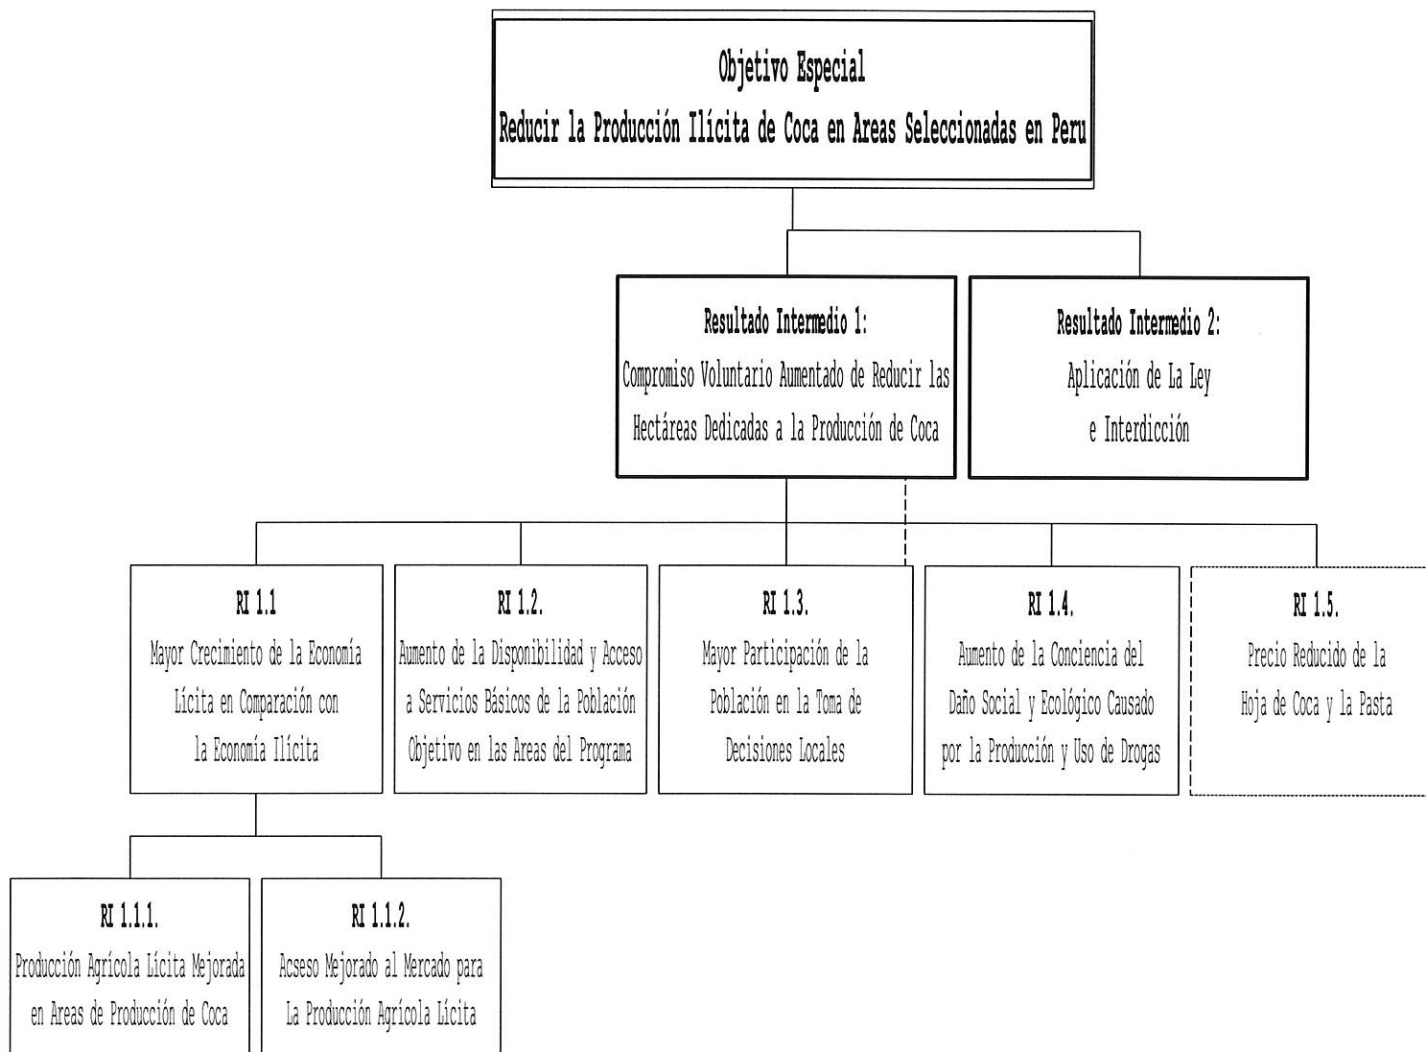 Objetivo Especial
Reducir la Producción Ilícita de Coca en Areas Seleccionadas en Peru
Resultado Intermedio 1:
Compromiso Voluntario Aumentado de Reducir las
Hectáreas Dedicadas a la Producción de Coca
Resultado Intermedio 2:
Aplicación de La Ley
e Interdicción
RI 1.1
Mayor Crecimiento de la Economía
Lícita en Comparación con
la Economía Ilícita
RI 1.2.
Aumento de la Disponibilidad y Acceso
a Servicios Básicos de la Población
Objetivo en las Areas del Programa
RI 1.3.
Mayor Participación de la
Población en la Toma de
Decisiones Locales
RI 1.4.
Aumento de la Conciencia del
Daño Social y Ecológico Causado
por la Producción y Uso de Drogas
RI 1.5.
Precio Reducido de la
Hoja de Coca y la Pasta
RI 1.1.1.
Producción Agrícola Lícita Mejorada
en Areas de Producción de Coca
RI 1.1.2.
Acseso Mejorado al Mercado para
La Producción Agrícola Lícita